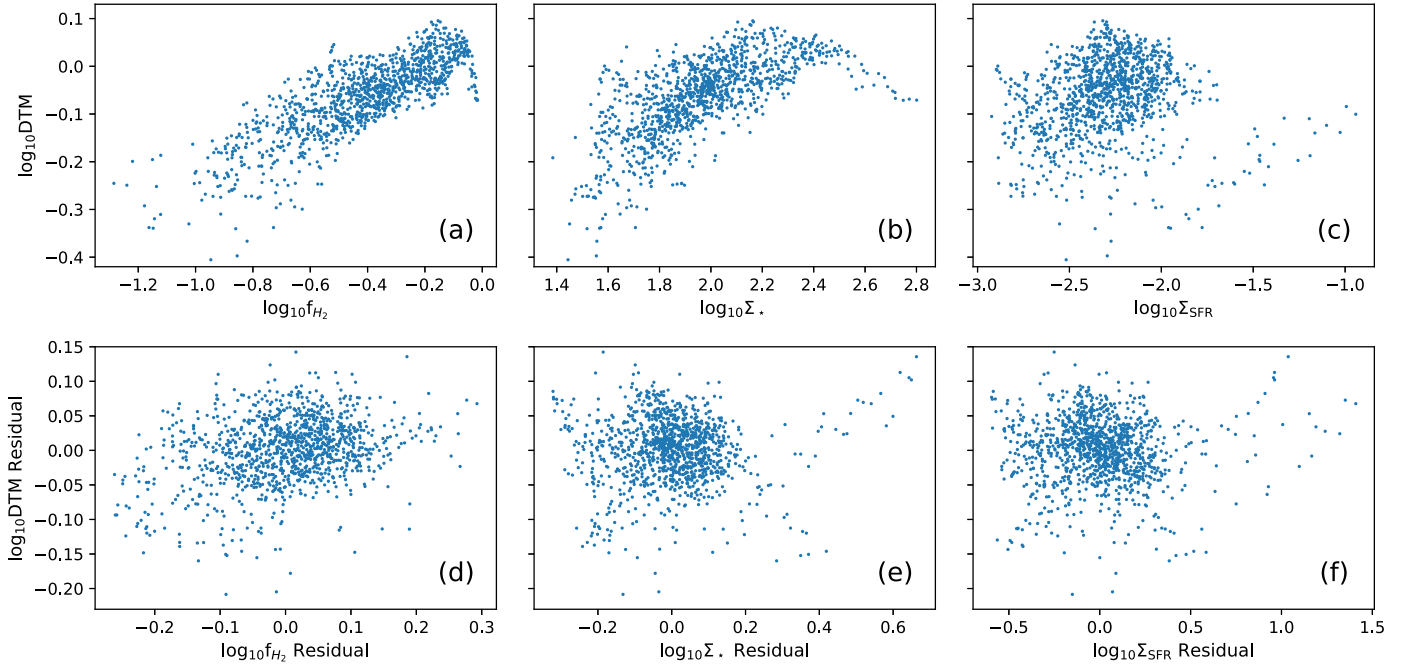 0.1
0.0
−0.1
−0.2
−0.3
−0.4
log₁₀DTM
(a)
−1.2 −1.0 −0.8 −0.6 −0.4 −0.2 0.0
log₁₀f_H₂
(b)
1.4 1.6 1.8 2.0 2.2 2.4 2.6 2.8
log₁₀Σ⋆
(c)
−3.0 −2.5 −2.0 −1.5 −1.0
log₁₀Σ_SFR
0.15
0.10
0.05
0.00
−0.05
−0.10
−0.15
−0.20
log₁₀DTM Residual
(d)
−0.2 −0.1 0.0 0.1 0.2 0.3
log₁₀f_H₂ Residual
(e)
−0.2 0.0 0.2 0.4 0.6
log₁₀Σ⋆ Residual
(f)
−0.5 0.0 0.5 1.0 1.5
log₁₀Σ_SFR Residual